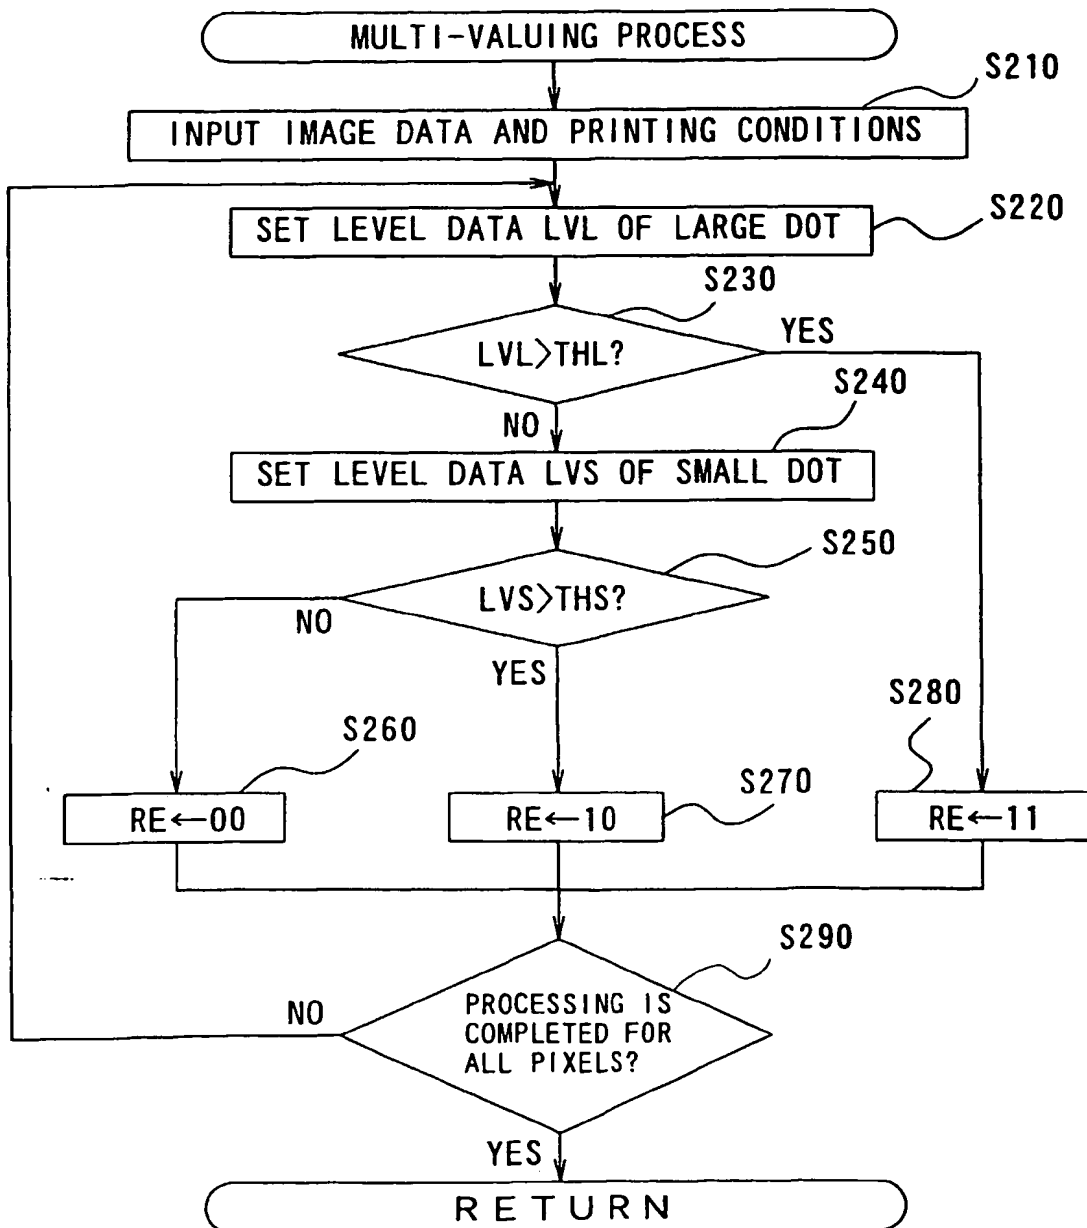 MULTI-VALUING PROCESS
S210
INPUT IMAGE DATA AND PRINTING CONDITIONS
S220
SET LEVEL DATA LVL OF LARGE DOT
S230
YES
LVL>THL?
S240
NO
SET LEVEL DATA LVS OF SMALL DOT
S250
LVS>THS?
NO
YES
S280
S260
S270
RE←00
RE←10
RE←11
S290
NO
PROCESSING IS
COMPLETED FOR
ALL PIXELS?
YES
RETURN